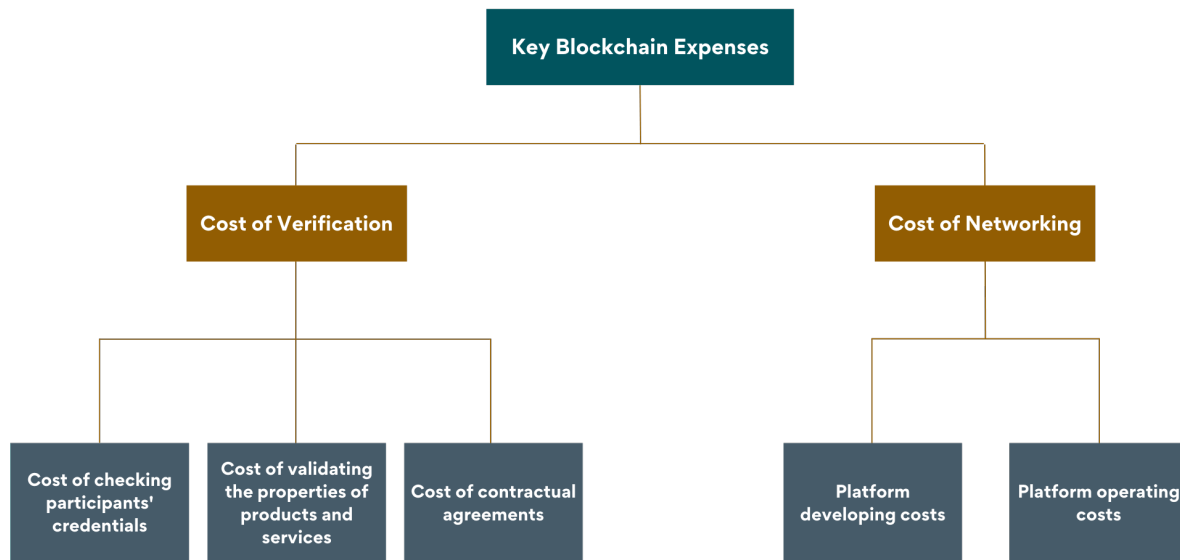 Key Blockchain Expenses
Cost of Verification
Cost of Networking
Cost of checking
participants'
credentials
Cost of validating
the properties of
products and
services
Cost of contractual
agreements
Platform
developing costs
Platform operating
costs